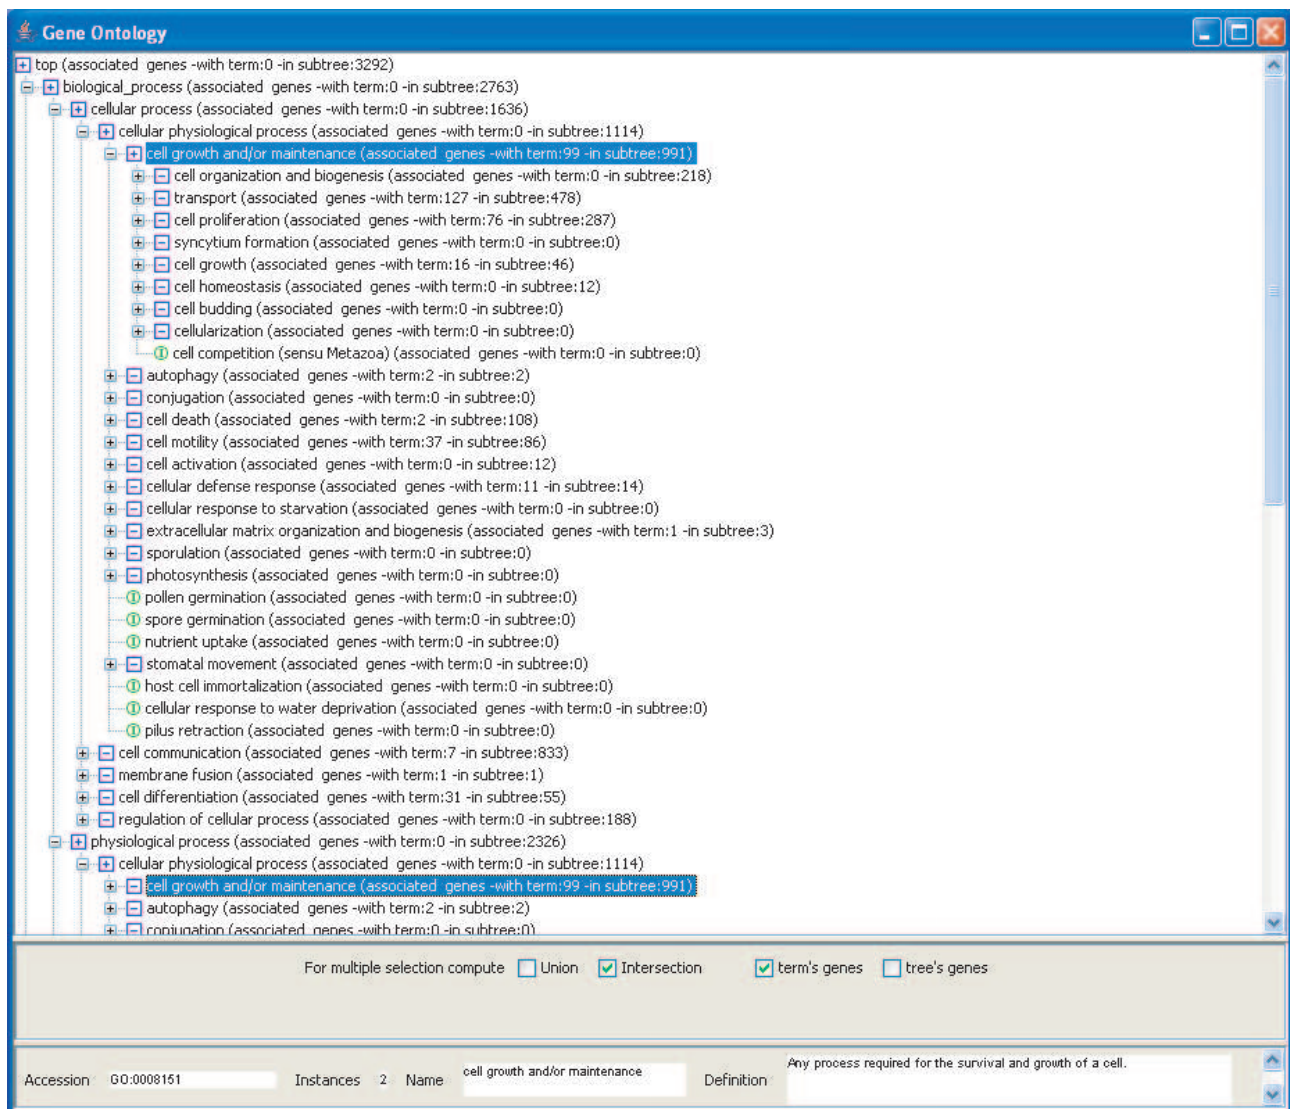 Gene Ontology
top (associated genes -with term:0 -in subtree:3292)
biological_process (associated genes -with term:0 -in subtree:2763)
cellular process (associated genes -with term:0 -in subtree:1636)
cellular physiological process (associated genes -with term:0 -in subtree:1114)
cell growth and/or maintenance (associated genes -with term:99 -in subtree:991)
cell organization and biogenesis (associated genes -with term:0 -in subtree:218)
transport (associated genes -with term:127 -in subtree:478)
cell proliferation (associated genes -with term:76 -in subtree:287)
syncytium formation (associated genes -with term:0 -in subtree:0)
cell growth (associated genes -with term:16 -in subtree:46)
cell homeostasis (associated genes -with term:0 -in subtree:12)
cell budding (associated genes -with term:0 -in subtree:0)
cellularization (associated genes -with term:0 -in subtree:0)
cell competition (sensu Metazoa) (associated genes -with term:0 -in subtree:0)
autophagy (associated genes -with term:2 -in subtree:2)
conjugation (associated genes -with term:0 -in subtree:0)
cell death (associated genes -with term:2 -in subtree:108)
cell motility (associated genes -with term:37 -in subtree:86)
cell activation (associated genes -with term:0 -in subtree:12)
cellular defense response (associated genes -with term:11 -in subtree:14)
cellular response to starvation (associated genes -with term:0 -in subtree:0)
extracellular matrix organization and biogenesis (associated genes -with term:1 -in subtree:3)
sporulation (associated genes -with term:0 -in subtree:0)
photosynthesis (associated genes -with term:0 -in subtree:0)
pollen germination (associated genes -with term:0 -in subtree:0)
spore germination (associated genes -with term:0 -in subtree:0)
nutrient uptake (associated genes -with term:0 -in subtree:0)
stomatal movement (associated genes -with term:0 -in subtree:0)
host cell immortalization (associated genes -with term:0 -in subtree:0)
cellular response to water deprivation (associated genes -with term:0 -in subtree:0)
pilus retraction (associated genes -with term:0 -in subtree:0)
cell communication (associated genes -with term:7 -in subtree:833)
membrane fusion (associated genes -with term:1 -in subtree:1)
cell differentiation (associated genes -with term:31 -in subtree:55)
regulation of cellular process (associated genes -with term:0 -in subtree:188)
physiological process (associated genes -with term:0 -in subtree:2326)
cellular physiological process (associated genes -with term:0 -in subtree:1114)
cell growth and/or maintenance (associated genes -with term:99 -in subtree:991)
autophagy (associated genes -with term:2 -in subtree:2)
conjugation (associated genes -with term:0 -in subtree:0)
For multiple selection compute Union Intersection term's genes tree's genes
Accession GO:0008151 Instances 2 Name cell growth and/or maintenance Definition Any process required for the survival and growth of a cell.